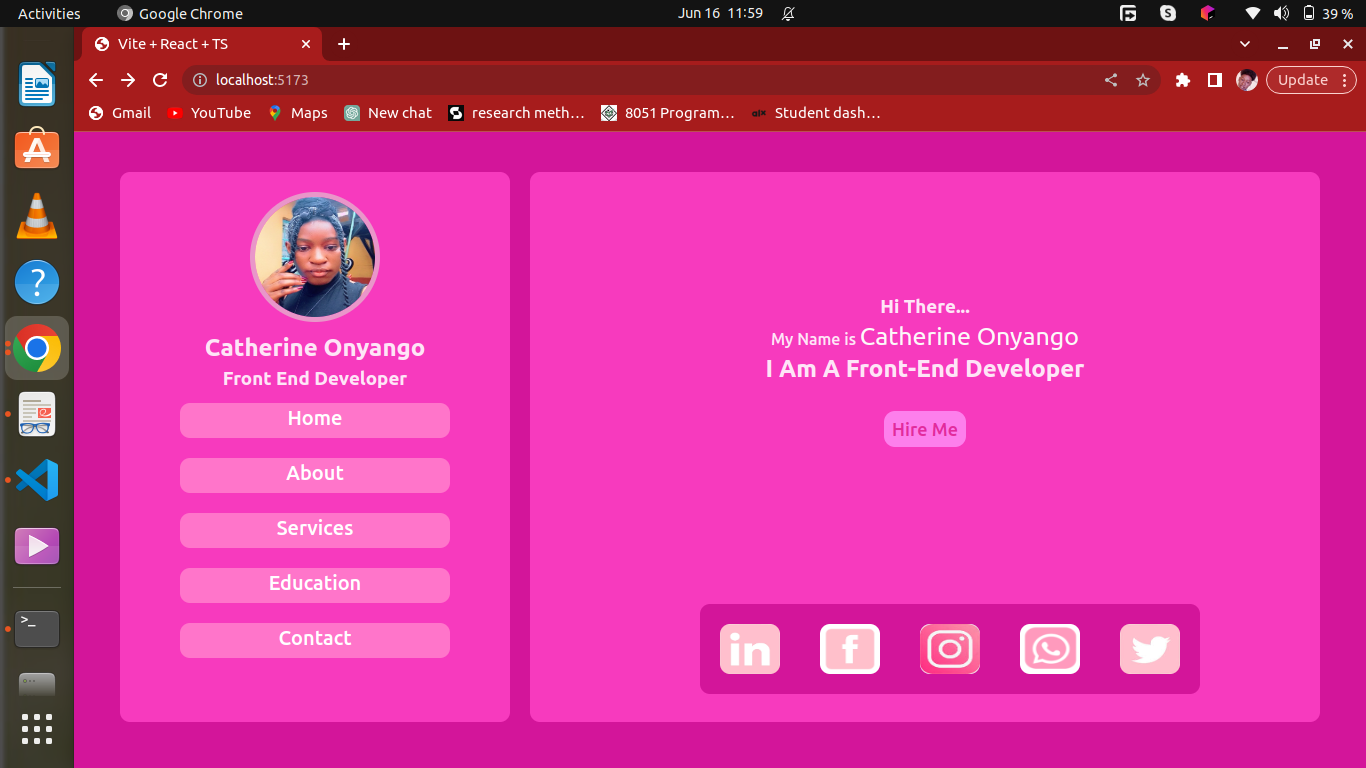 Activities Google Chrome Jun 16 11:59 39 %
Vite + React + TS
localhost:5173 Update
Gmail YouTube Maps New chat research meth… 8051 Program… Student dash…
Catherine Onyango
Front End Developer
Home
About
Services
Education
Contact
Hi There...
My Name is Catherine Onyango
I Am A Front-End Developer
Hire Me